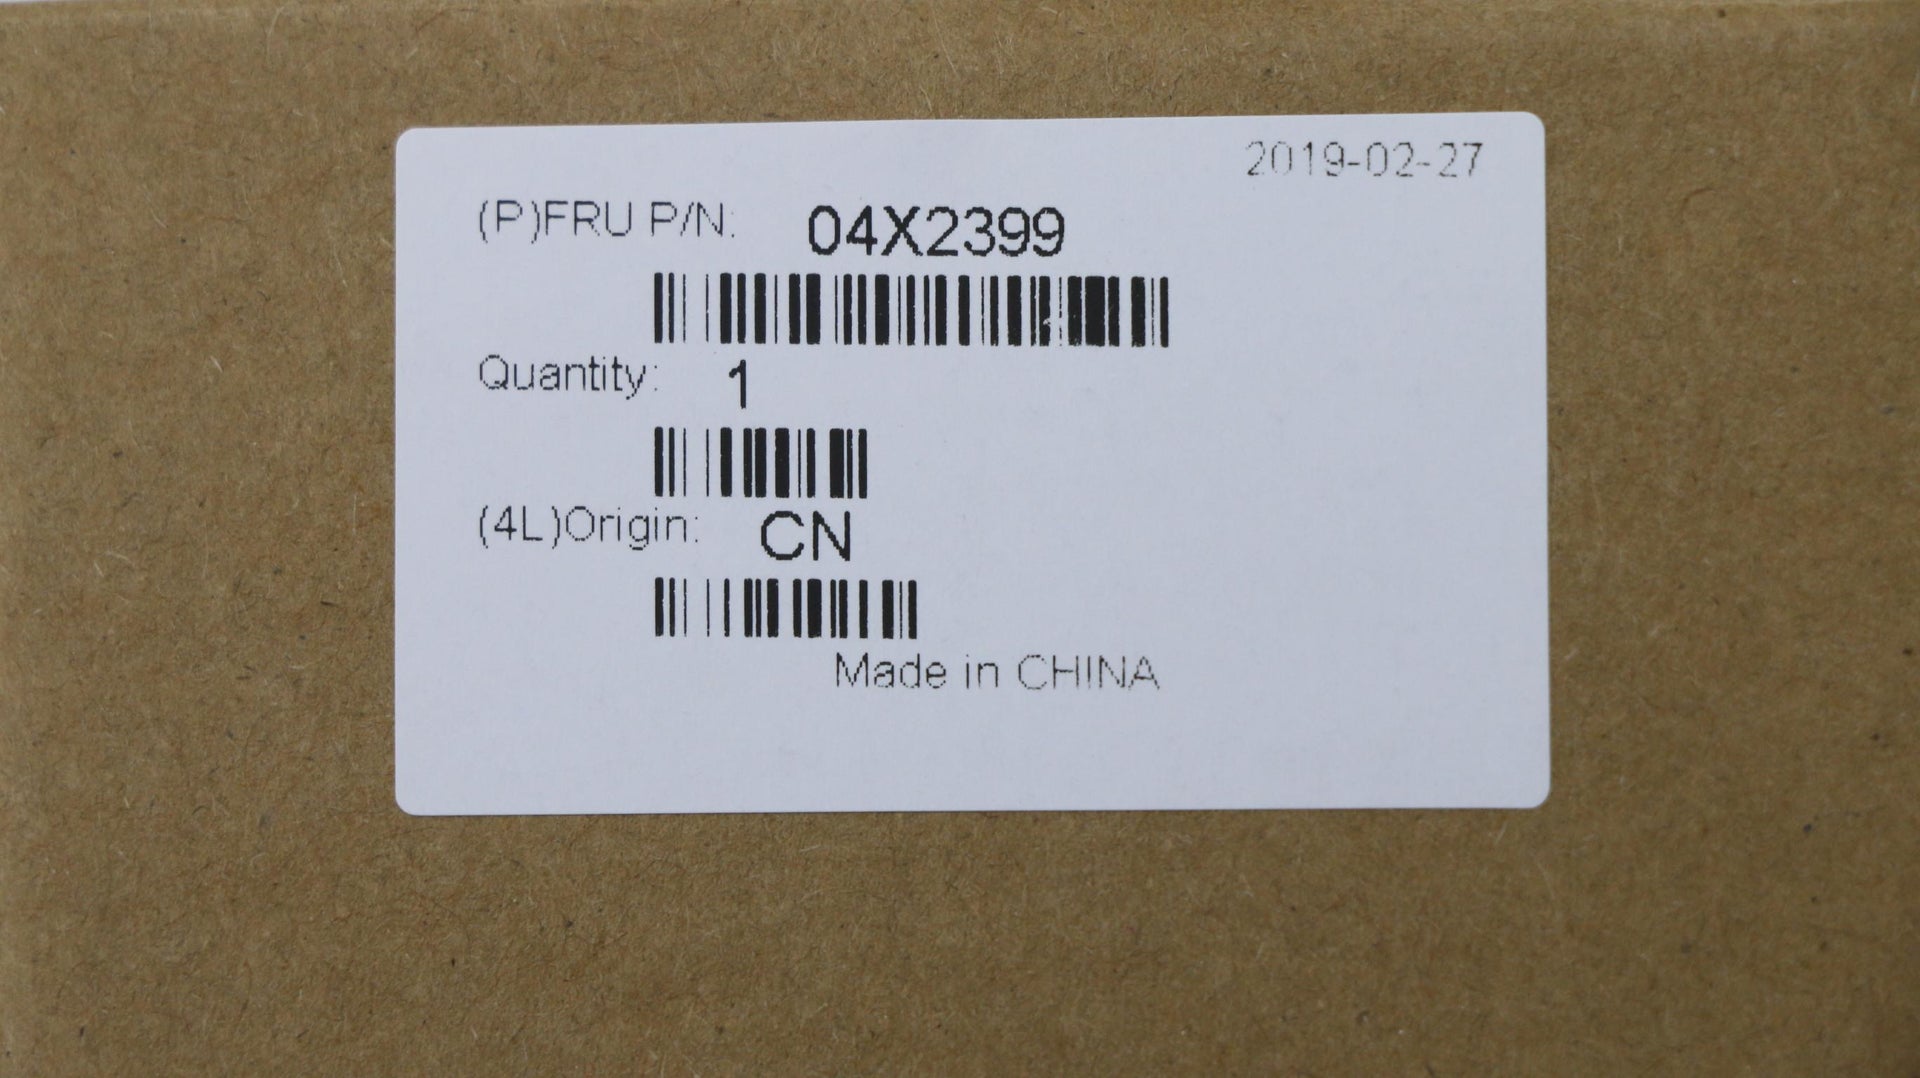 2019-02-27
(P)FRU P/N: 04X2399
Quantity: 1
(4L)Origin: CN
Made in CHINA